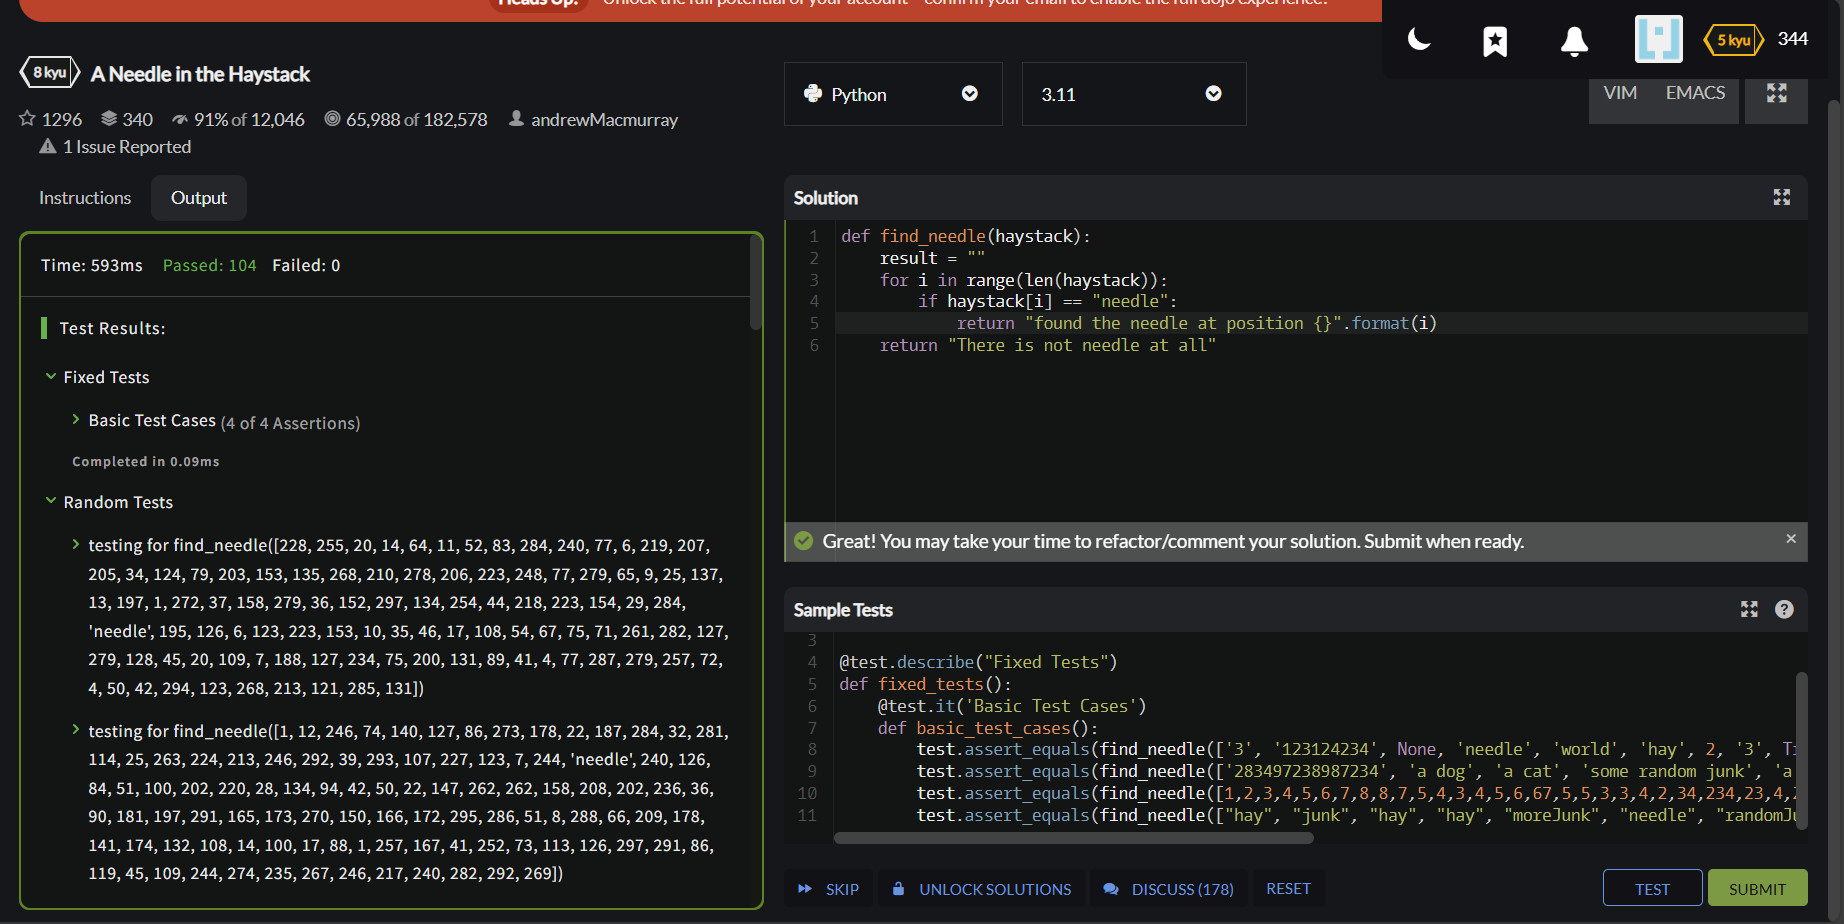 Heads Up! Unlock the full potential of your account - confirm your email to enable the full dojo experience!
5 kyu 344
8 kyu A Needle in the Haystack
1296 340 91% of 12,046 65,988 of 182,578 andrewMacmurray
1 Issue Reported
Python 3.11
VIM EMACS
Instructions Output
Time: 593ms Passed: 104 Failed: 0
Test Results:
Fixed Tests
Basic Test Cases (4 of 4 Assertions)
Completed in 0.09ms
Random Tests
testing for find_needle([228, 255, 20, 14, 64, 11, 52, 83, 284, 240, 77, 6, 219, 207,
205, 34, 124, 79, 203, 153, 135, 268, 210, 278, 206, 223, 248, 77, 279, 65, 9, 25, 137,
13, 197, 1, 272, 37, 158, 279, 36, 152, 297, 134, 254, 44, 218, 223, 154, 29, 284,
'needle', 195, 126, 6, 123, 223, 153, 10, 35, 46, 17, 108, 54, 67, 75, 71, 261, 282, 127,
279, 128, 45, 20, 109, 7, 188, 127, 234, 75, 200, 131, 89, 41, 4, 77, 287, 279, 257, 72,
4, 50, 42, 294, 123, 268, 213, 121, 285, 131])
testing for find_needle([1, 12, 246, 74, 140, 127, 86, 273, 178, 22, 187, 284, 32, 281,
114, 25, 263, 224, 213, 246, 292, 39, 293, 107, 227, 123, 7, 244, 'needle', 240, 126,
84, 51, 100, 202, 220, 28, 134, 94, 42, 50, 22, 147, 262, 262, 158, 208, 202, 236, 36,
90, 181, 197, 291, 165, 173, 270, 150, 166, 172, 295, 286, 51, 8, 288, 66, 209, 178,
141, 174, 132, 108, 14, 100, 17, 88, 1, 257, 167, 41, 252, 73, 113, 126, 297, 291, 86,
119, 45, 109, 244, 274, 235, 267, 246, 217, 240, 282, 292, 269])
Solution
1 def find_needle(haystack):
2 result = ""
3 for i in range(len(haystack)):
4 if haystack[i] == "needle":
5 return "found the needle at position {}".format(i)
6 return "There is not needle at all"
Great! You may take your time to refactor/comment your solution. Submit when ready. ×
Sample Tests ?
3
4 @test.describe("Fixed Tests")
5 def fixed_tests():
6 @test.it('Basic Test Cases')
7 def basic_test_cases():
8 test.assert_equals(find_needle(['3', '123124234', None, 'needle', 'world', 'hay', 2, '3',
9 test.assert_equals(find_needle(['283497238987234', 'a dog', 'a cat', 'some random junk', 'a
10 test.assert_equals(find_needle([1,2,3,4,5,6,7,8,8,7,5,4,3,4,5,6,67,5,5,3,3,4,2,34,234,23,4,
11 test.assert_equals(find_needle(["hay", "junk", "hay", "hay", "moreJunk", "needle", "randomJ
SKIP UNLOCK SOLUTIONS DISCUSS (178) RESET TEST SUBMIT